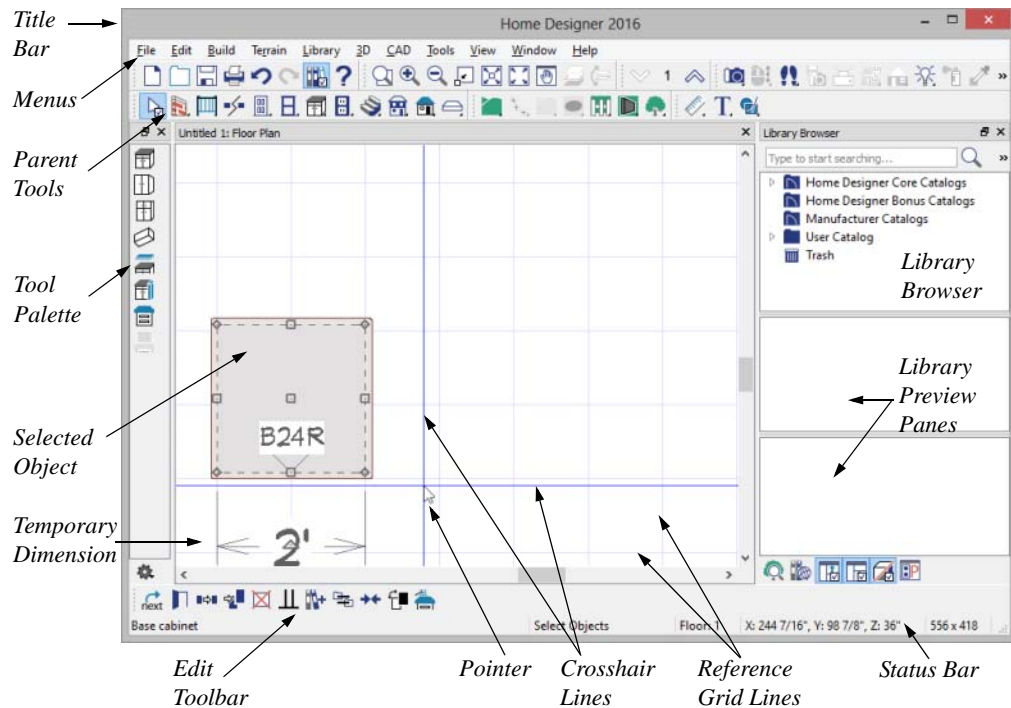 Title
Bar
Home Designer 2016
File Edit Build Terrain Library 3D CAD Tools View Window Help
Menus
1
»
T
Parent
Tools
Untitled 1: Floor Plan
Library Browser
Type to start searching...
»
Home Designer Core Catalogs
Home Designer Bonus Catalogs
Manufacturer Catalogs
User Catalog
Trash
Library
Browser
Tool
Palette
Library
Preview
Panes
Selected
Object
B24R
Temporary
Dimension
2'
next
Base cabinet
Select Objects
Floor: 1
X: 244 7/16", Y: 98 7/8", Z: 36"
556 x 418
Edit
Toolbar
Pointer
Crosshair
Lines
Reference
Grid Lines
Status Bar